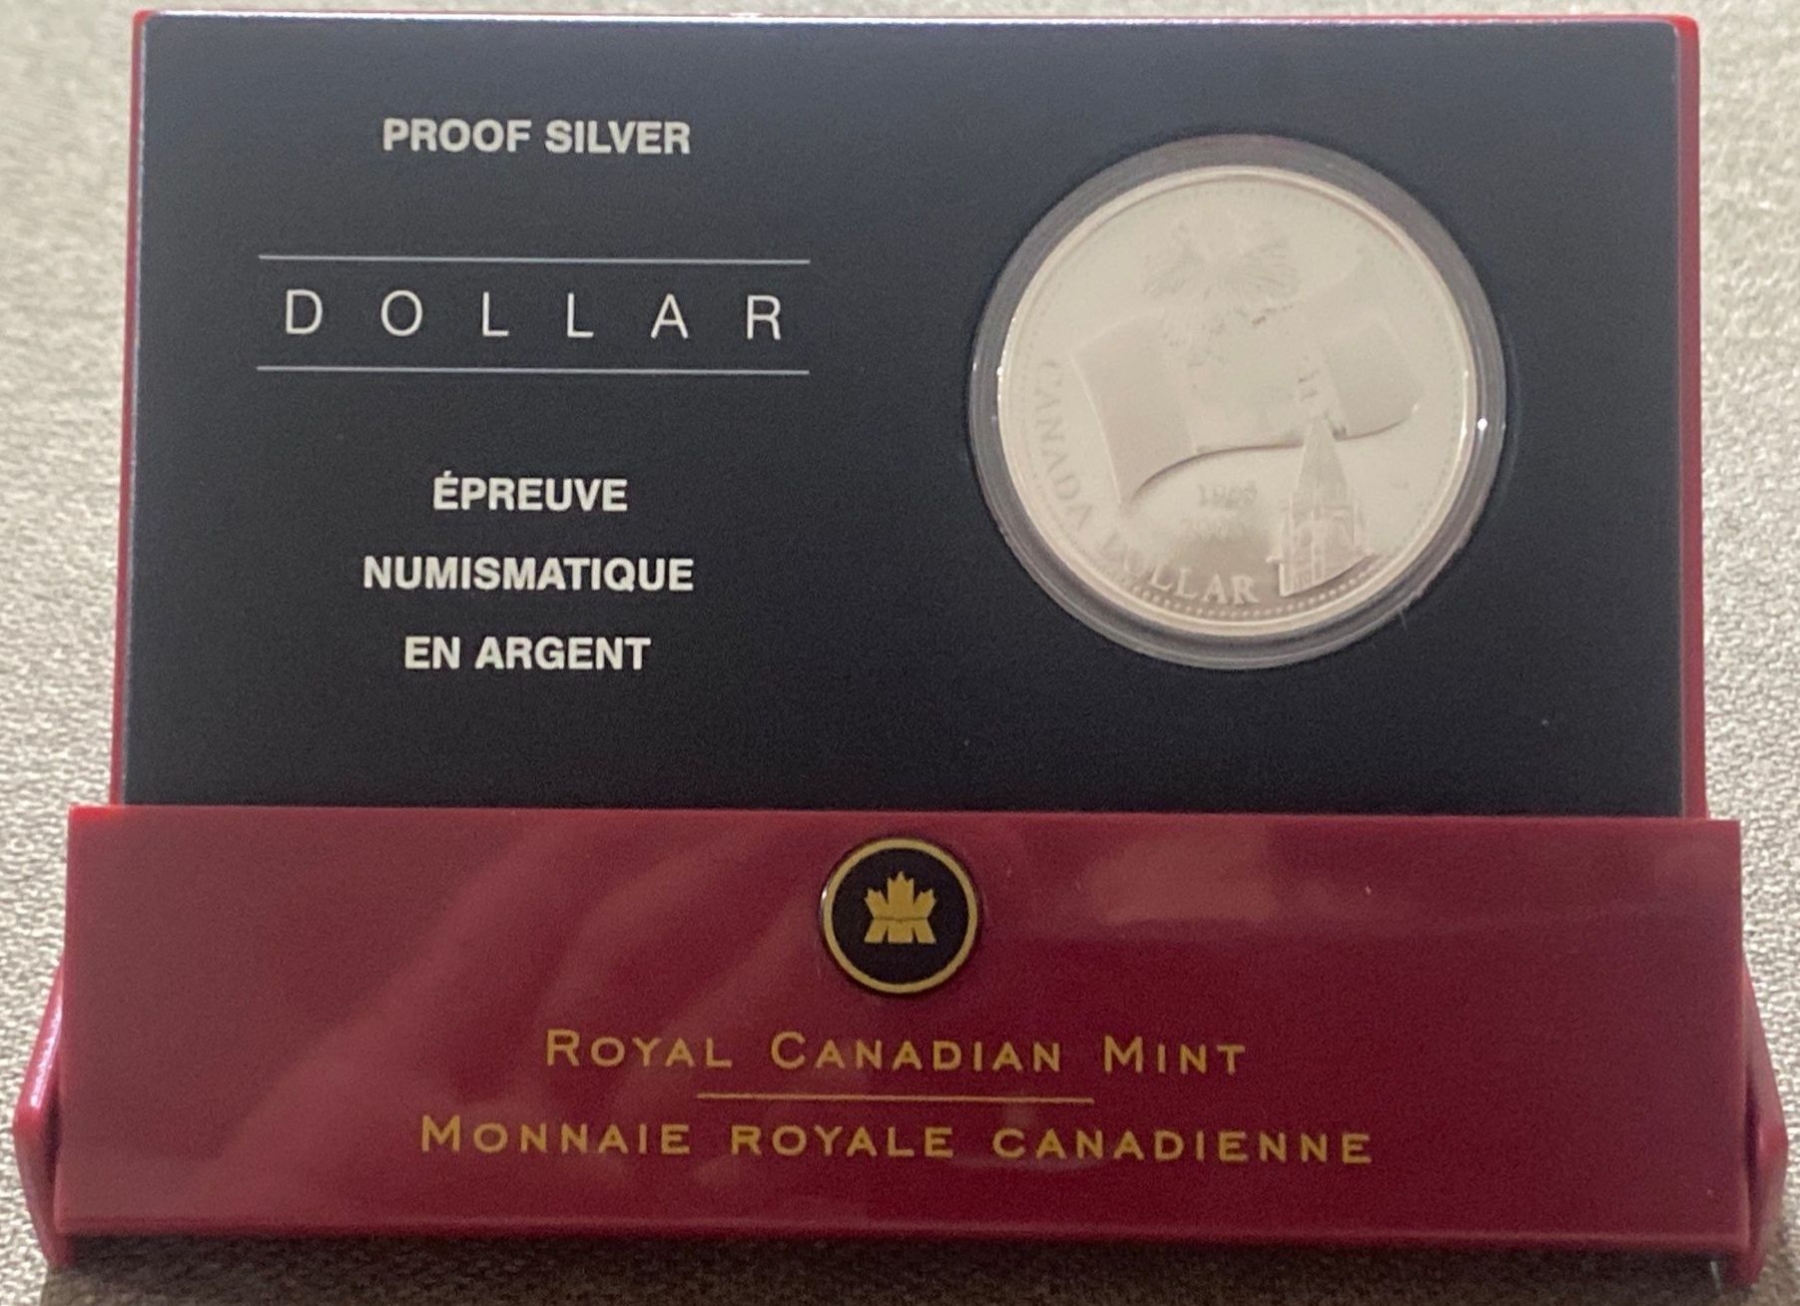 PROOF SILVER
DOLLAR
ÉPREUVE
NUMISMATIQUE
EN ARGENT
CANADA DOLLAR
ROYAL CANADIAN MINT
MONNAIE ROYALE CANADIENNE